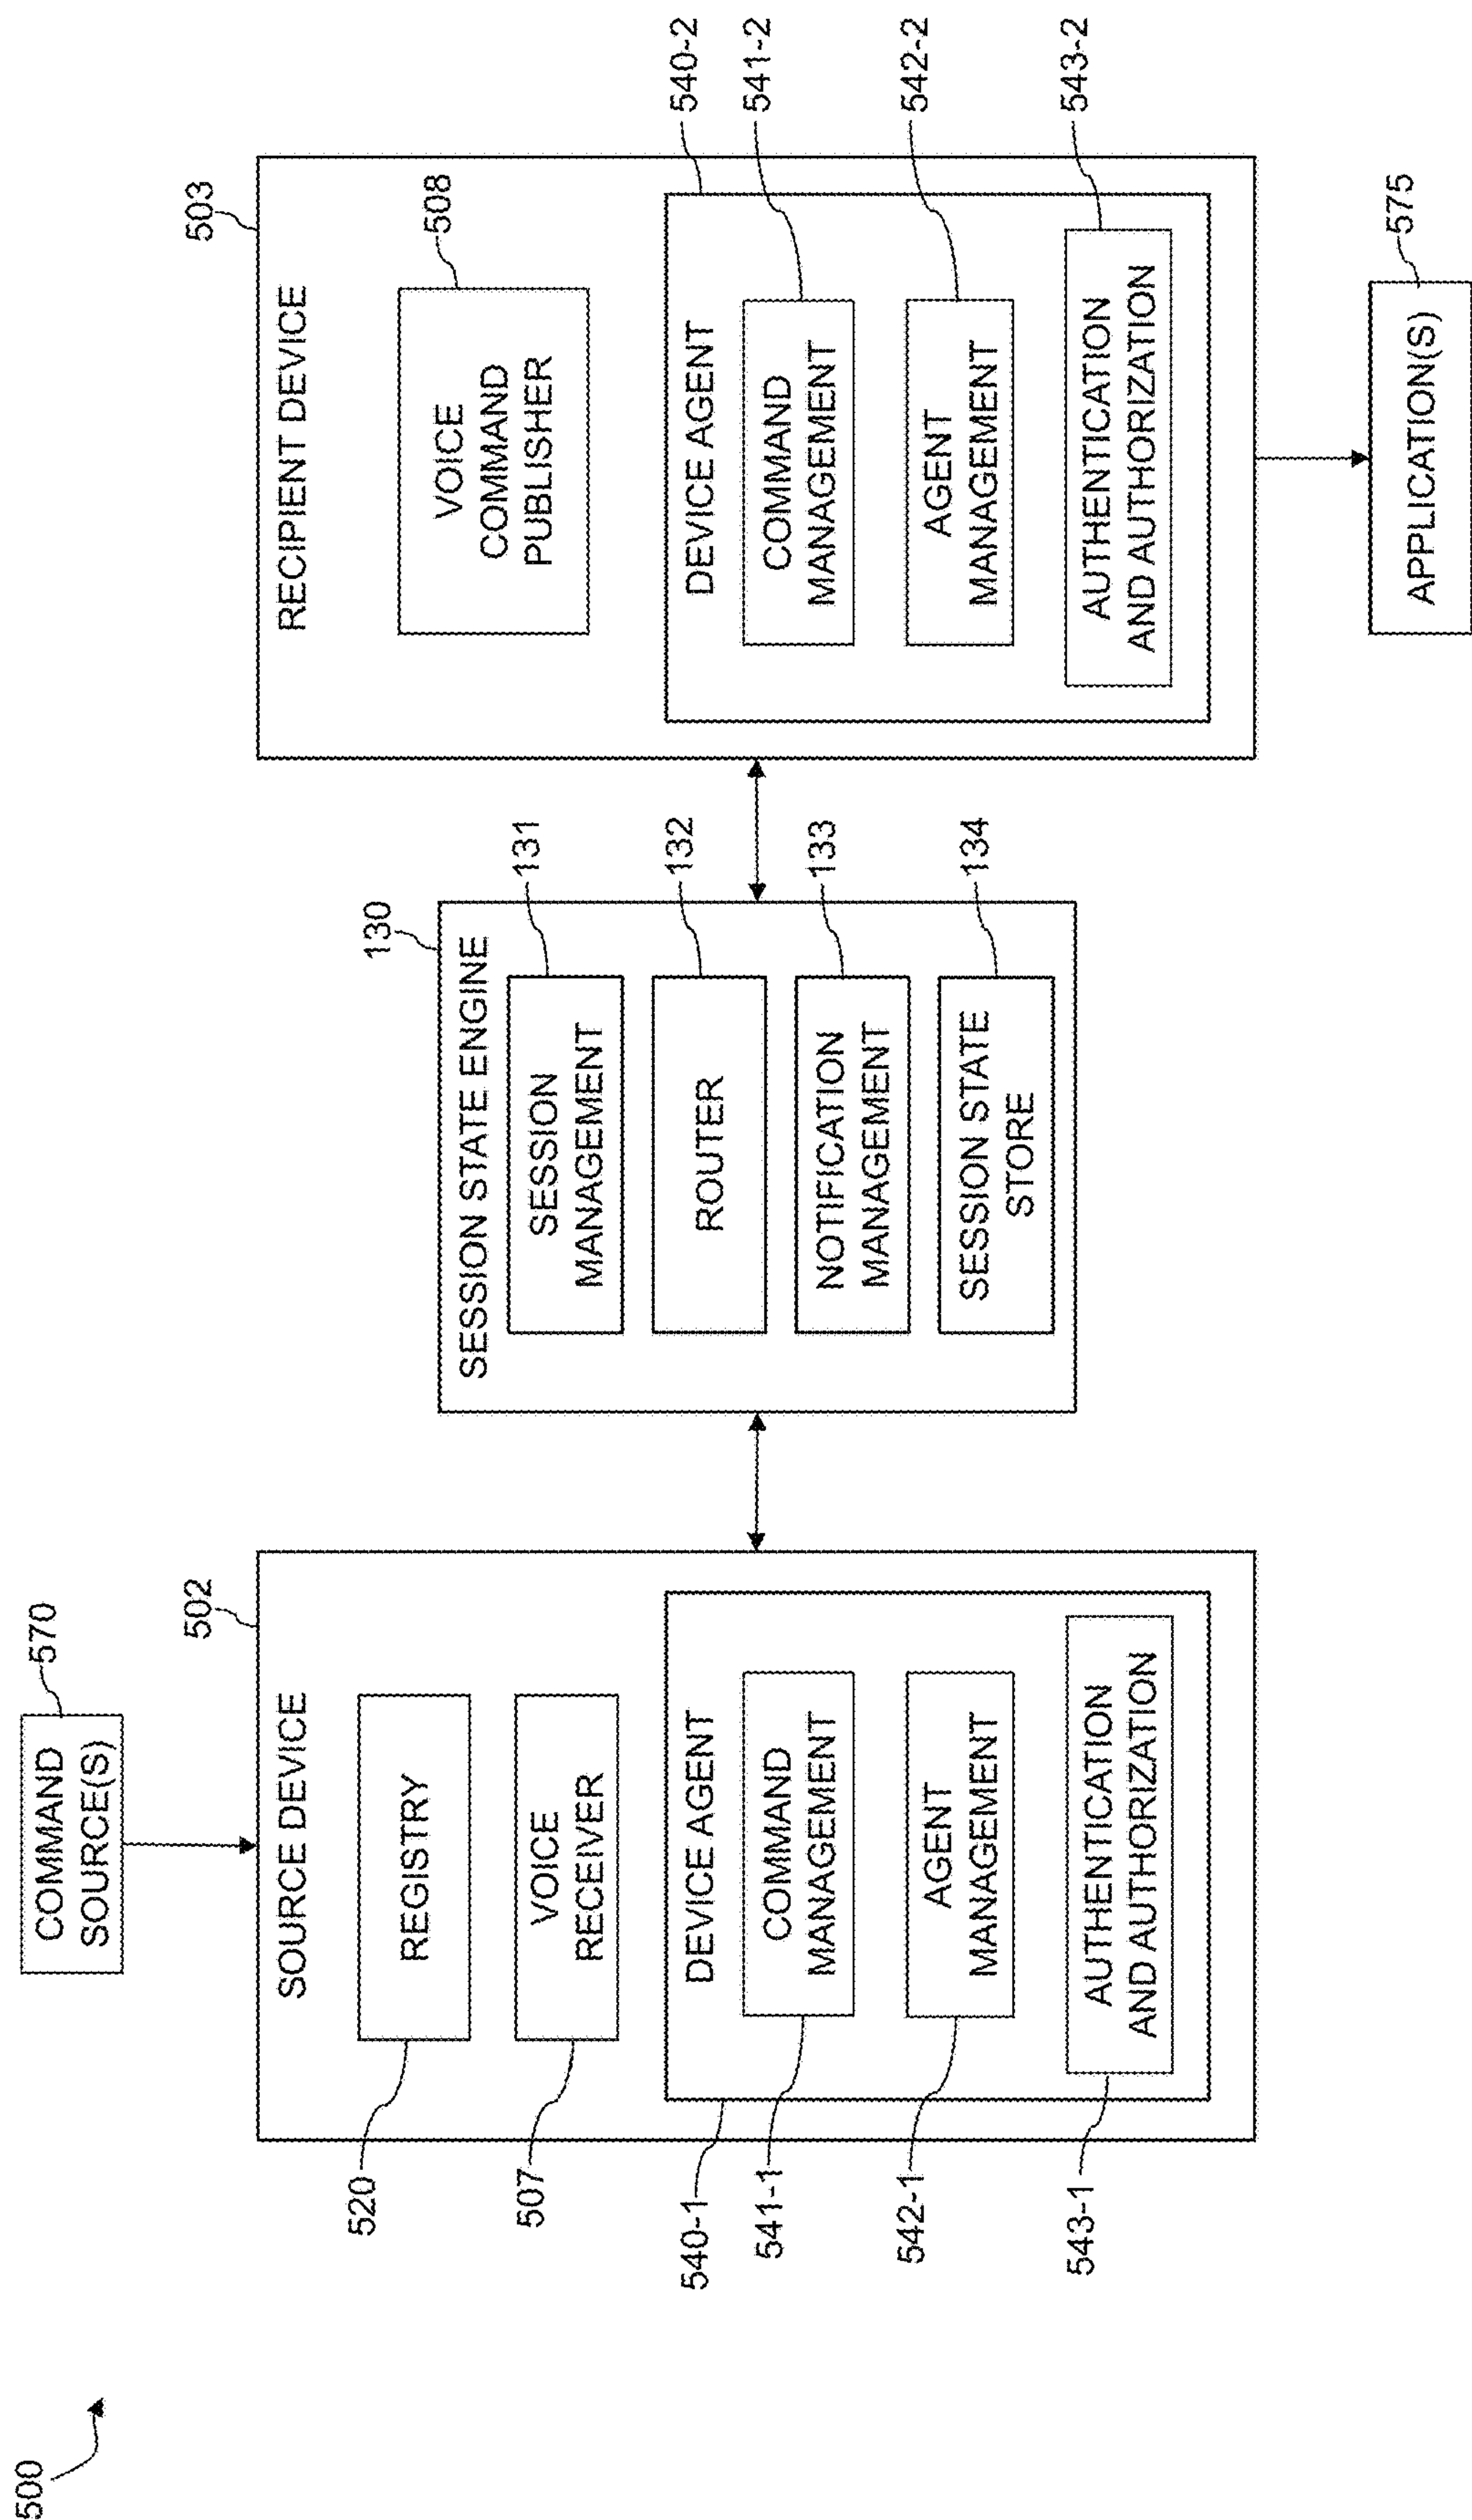 500
COMMAND
SOURCE(S)
570
502
SOURCE DEVICE
REGISTRY
520
VOICE
RECEIVER
507
DEVICE AGENT
540-1
COMMAND
MANAGEMENT
541-1
AGENT
MANAGEMENT
542-1
AUTHENTICATION
AND AUTHORIZATION
543-1
130
SESSION STATE ENGINE
SESSION
MANAGEMENT
131
ROUTER
132
NOTIFICATION
MANAGEMENT
133
SESSION STATE
STORE
134
503
RECIPIENT DEVICE
VOICE
COMMAND
PUBLISHER
508
DEVICE AGENT
540-2
COMMAND
MANAGEMENT
541-2
AGENT
MANAGEMENT
542-2
AUTHENTICATION
AND AUTHORIZATION
543-2
APPLICATION(S)
575